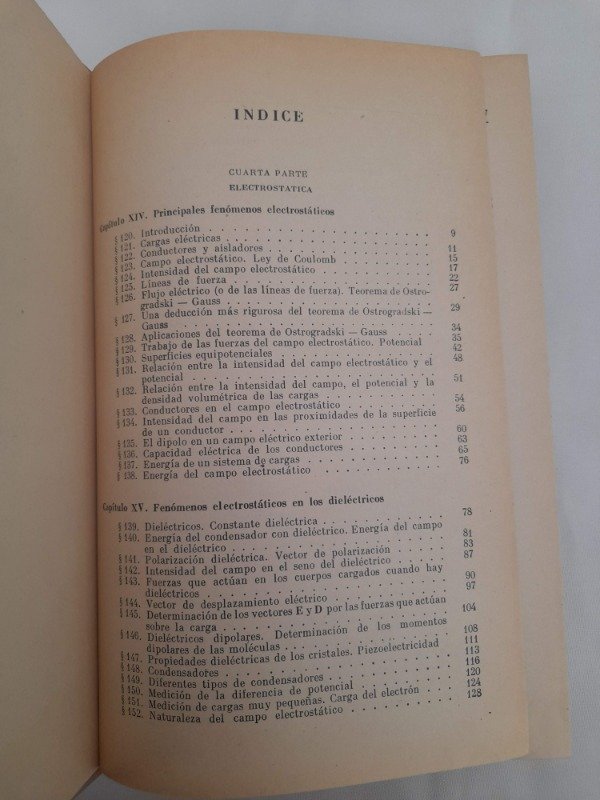 INDICE
CUARTA PARTE
ELECTROSTATICA
Capítulo XIV. Principales fenómenos electrostáticos
§ 120. Introducción
§ 121. Cargas eléctricas 9
§ 122. Conductores y aisladores 11
§ 123. Campo electrostático. Ley de Coulomb 15
§ 124. Intensidad del campo electrostático 17
§ 125. Líneas de fuerza 22
§ 126. Flujo eléctrico (o de las líneas de fuerza). Teorema de Ostro-
gradski — Gauss 27
§ 127. Una deducción más rigurosa del teorema de Ostrogradski —
Gauss 29
§ 128. Aplicaciones del teorema de Ostrogradski — Gauss 34
§ 129. Trabajo de las fuerzas del campo electrostático. Potencial 35
§ 130. Superficies equipotenciales 42
§ 131. Relación entre la intensidad del campo electrostático y el
potencial 48
§ 132. Relación entre la intensidad del campo, el potencial y la
densidad volumétrica de las cargas 51
§ 133. Conductores en el campo electrostático 54
§ 134. Intensidad del campo en las proximidades de la superficie
de un conductor 56
§ 135. El dipolo en un campo eléctrico exterior 60
§ 136. Capacidad eléctrica de los conductores 63
§ 137. Energía de un sistema de cargas 65
§ 138. Energía del campo electrostático 76
Capítulo XV. Fenómenos electrostáticos en los dieléctricos
§ 139. Dieléctricos. Constante dieléctrica 78
§ 140. Energía del condensador con dieléctrico. Energía del campo
en el dieléctrico 81
§ 141. Polarización dieléctrica. Vector de polarización 83
§ 142. Intensidad del campo en el seno del dieléctrico 87
§ 143. Fuerzas que actúan en los cuerpos cargados cuando hay
dieléctricos 90
§ 144. Vector de desplazamiento eléctrico 97
§ 145. Determinación de los vectores E y D por las fuerzas que actúan
sobre la carga 104
§ 146. Dieléctricos dipolares. Determinación de los momentos
dipolares de las moléculas 108
§ 147. Propiedades dieléctricas de los cristales. Piezoelectricidad 111
§ 148. Condensadores 113
§ 149. Diferentes tipos de condensadores 116
§ 150. Medición de la diferencia de potencial 120
§ 151. Medición de cargas muy pequeñas. Carga del electrón 124
§ 152. Naturaleza del campo electrostático 128